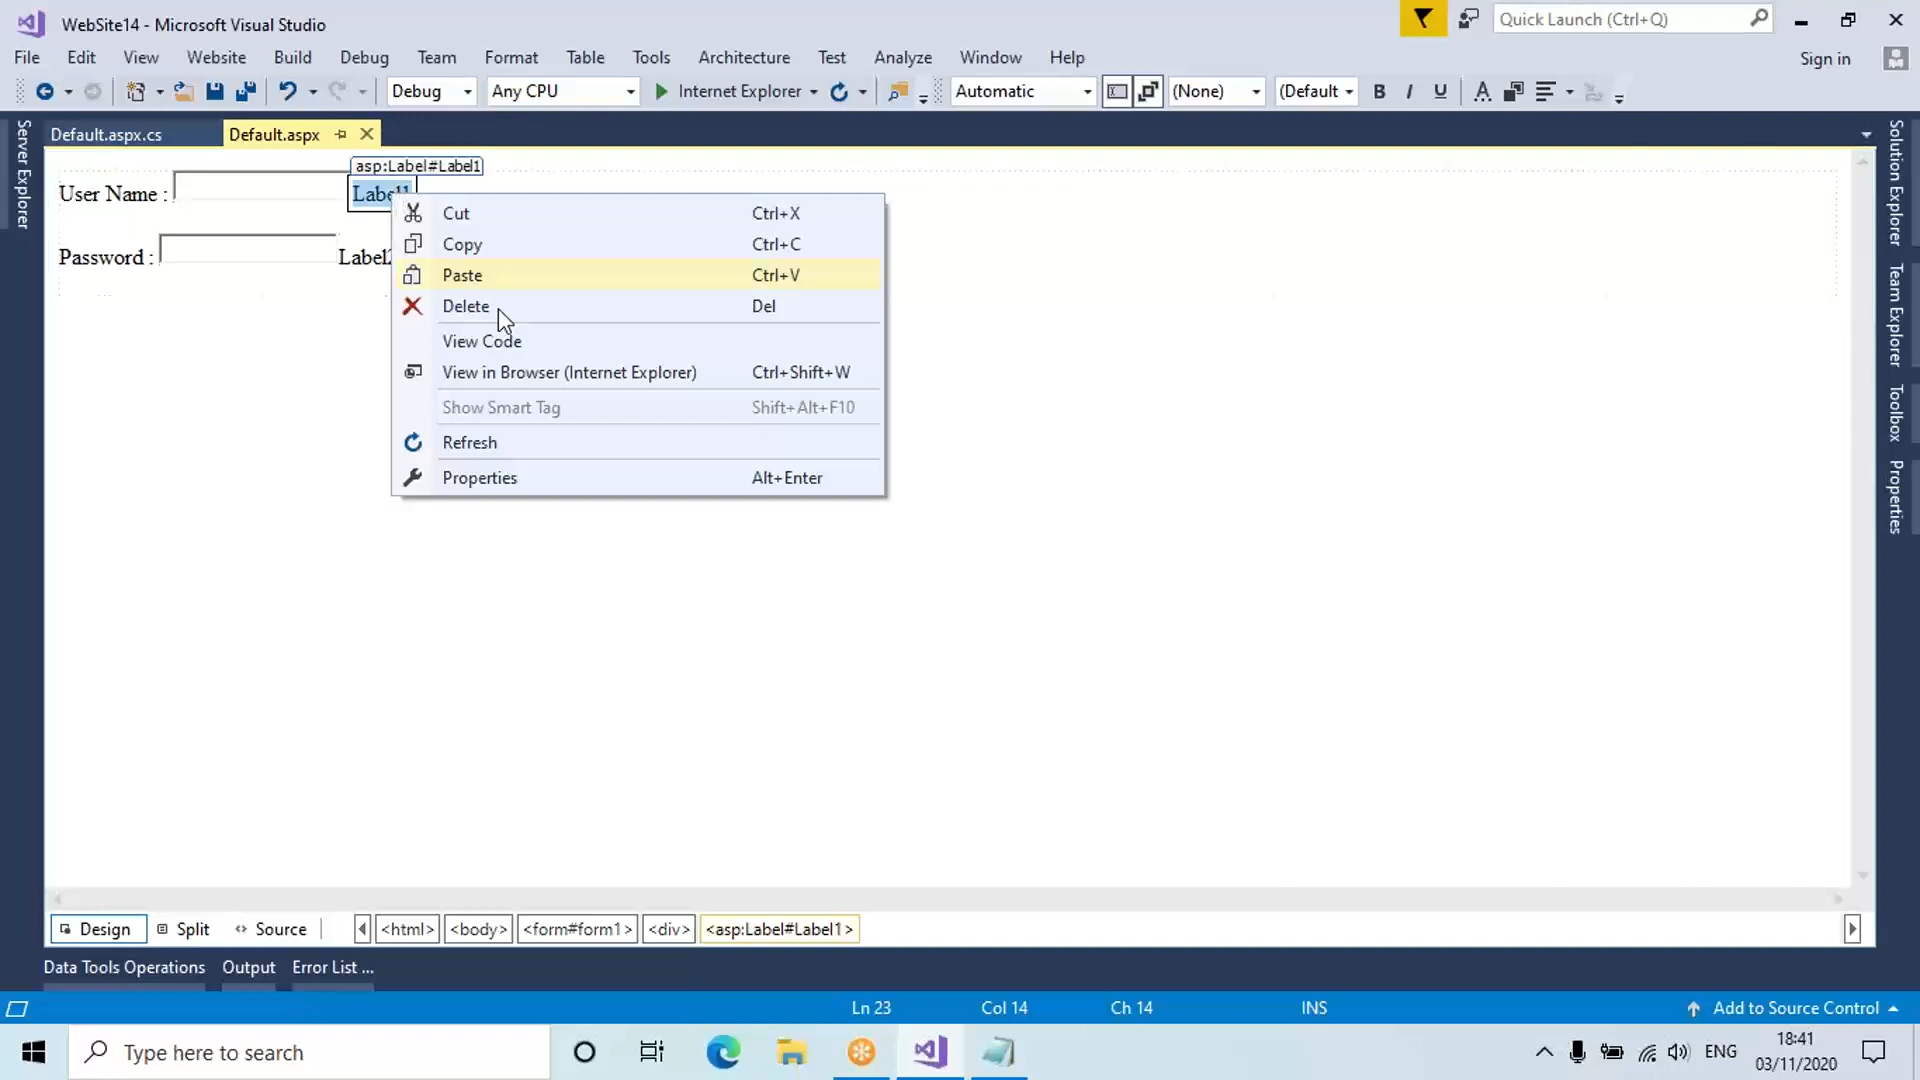 WebSite14 - Microsoft Visual Studio
Quick Launch (Ctrl+Q)
File Edit View Website Build Debug Team Format Table Tools Architecture Test Analyze Window Help
Sign in
Debug Any CPU Internet Explorer Automatic (None) (Default B I U A
Default.aspx.cs Default.aspx
Server Explorer
Solution Explorer
Team Explorer
Toolbox
Properties
asp:Label#Label1
User Name : Label1
Password : Label2
Cut Ctrl+X
Copy Ctrl+C
Paste Ctrl+V
Delete Del
View Code
View in Browser (Internet Explorer) Ctrl+Shift+W
Show Smart Tag Shift+Alt+F10
Refresh
Properties Alt+Enter
Design Split Source <html> <body> <form#form1> <div> <asp:Label#Label1>
Data Tools Operations Output Error List ...
Ln 23 Col 14 Ch 14 INS Add to Source Control
Type here to search
ENG
18:41
03/11/2020